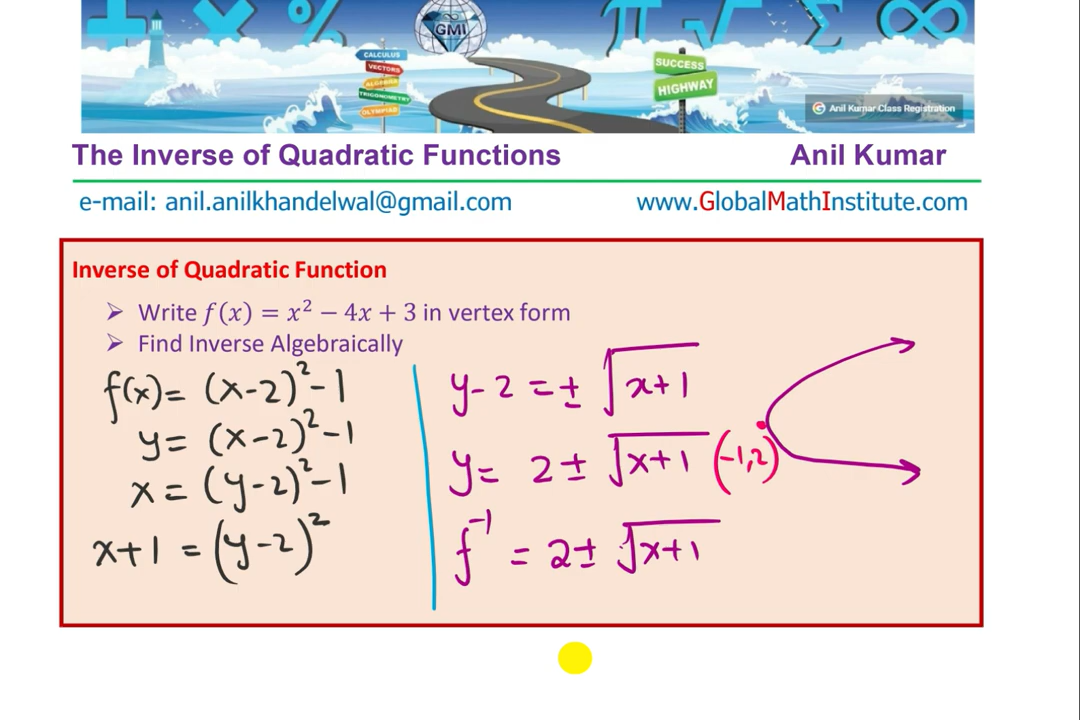 GMI
CALCULUS
VECTORS
ALGEBRA
TRIGONOMETRY
OLYMPIAD
SUCCESS
HIGHWAY
Anil Kumar Class Registration
The Inverse of Quadratic Functions Anil Kumar
e-mail: anil.anilkhandelwal@gmail.com www.GlobalMathInstitute.com
Inverse of Quadratic Function
➢ Write f(x) = x² − 4x + 3 in vertex form
➢ Find Inverse Algebraically
f(x) = (x-2)²-1
y = (x-2)²-1
x = (y-2)²-1
x+1 = (y-2)²
y-2 = ± √(x+1)
y = 2 ± √(x+1) (-1,2)
f⁻¹ = 2 ± √(x+1)